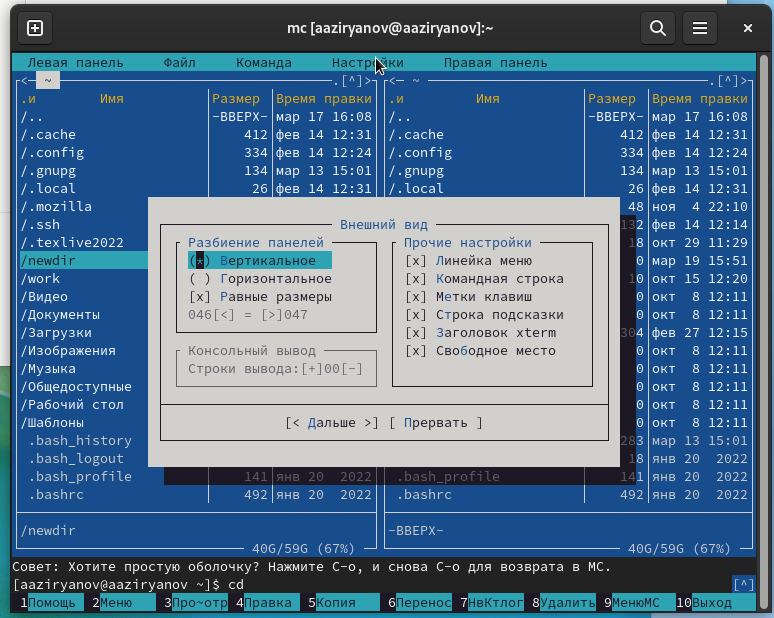 mc [aaziryanov@aaziryanov]:~
Левая панель Файл Команда Настройки Правая панель
<─ ~ .[^]> <─ ~ .[^]>
.и Имя Размер Время правки .и Имя Размер Время правки
/.. -ВВЕРХ- мар 17 16:08 /.. -ВВЕРХ- мар 17 16:08
/.cache 412 фев 14 12:31 /.cache 412 фев 14 12:31
/.config 334 фев 14 12:24 /.config 334 фев 14 12:24
/.gnupg 134 мар 13 15:01 /.gnupg 134 мар 13 15:01
/.local 26 фев 14 12:31 /.local 26 фев 14 12:31
/.mozilla 48 ноя 4 22:10
/.ssh Внешний вид 132 фев 14 12:14
/.texlive2022 Разбиение панелей Прочие настройки 18 окт 29 11:29
/newdir (*) Вертикальное [x] Линейка меню 0 мар 19 15:51
/work ( ) Горизонтальное [x] Командная строка 0 окт 15 12:20
/Видео [x] Равные размеры [x] Метки клавиш 0 окт 8 12:11
/Документы 046[<] = [>]047 [x] Строка подсказки 0 окт 8 12:11
/Загрузки [x] Заголовок xterm 304 фев 27 12:15
/Изображения Консольный вывод [x] Свободное место 0 окт 8 12:11
/Музыка Строки вывода:[+]00[-] 0 окт 8 12:11
/Общедоступные 0 окт 8 12:11
/Рабочий стол 0 окт 8 12:11
/Шаблоны [< Дальше >] [ Прервать ] 0 окт 8 12:11
.bash_history 283 мар 13 15:01
.bash_logout 18 янв 20 2022
.bash_profile 141 янв 20 2022 .bash_profile 141 янв 20 2022
.bashrc 492 янв 20 2022 .bashrc 492 янв 20 2022
/newdir -ВВЕРХ-
40G/59G (67%) 40G/59G (67%)
Совет: Хотите простую оболочку? Нажмите C-o, и снова C-o для возврата в MC.
[aaziryanov@aaziryanov ~]$ cd [^]
1Помощь 2Меню 3Про~отр 4Правка 5Копия 6Перенос 7НвКтлог 8Удалить 9МенюMC 10Выход